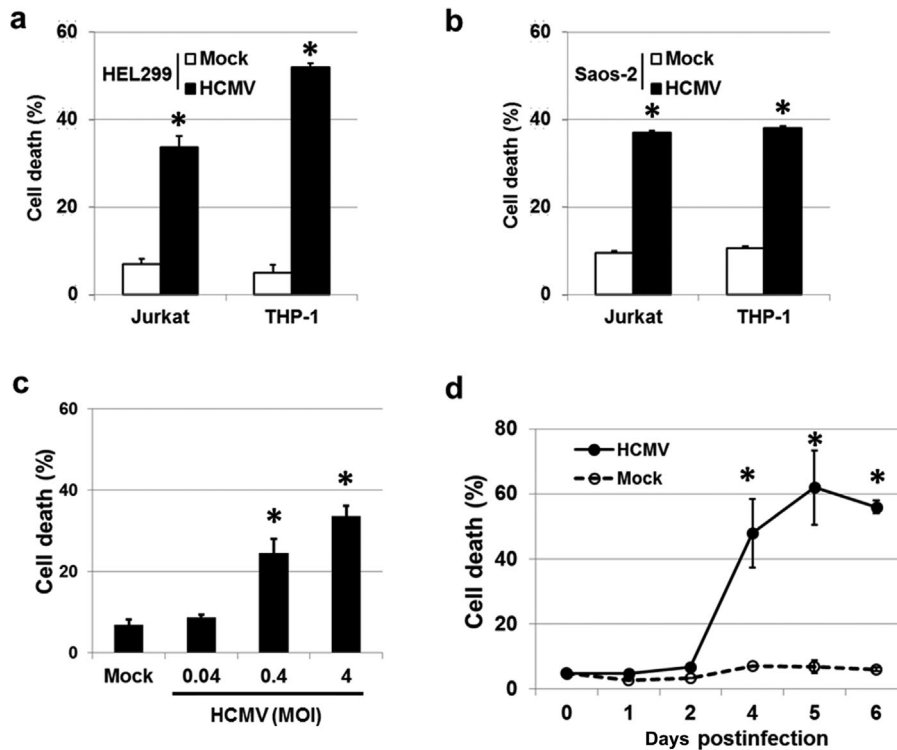 a
60
40
20
0
Cell death (%)
HEL299
Mock
HCMV
*
*
Jurkat THP-1
b
60
40
20
0
Cell death (%)
Saos-2
Mock
HCMV
*
*
Jurkat THP-1
c
60
40
20
0
Cell death (%)
*
*
Mock 0.04 0.4 4
HCMV (MOI)
d
80
60
40
20
0
Cell death (%)
HCMV
Mock
*
*
*
0 1 2 4 5 6
Days postinfection